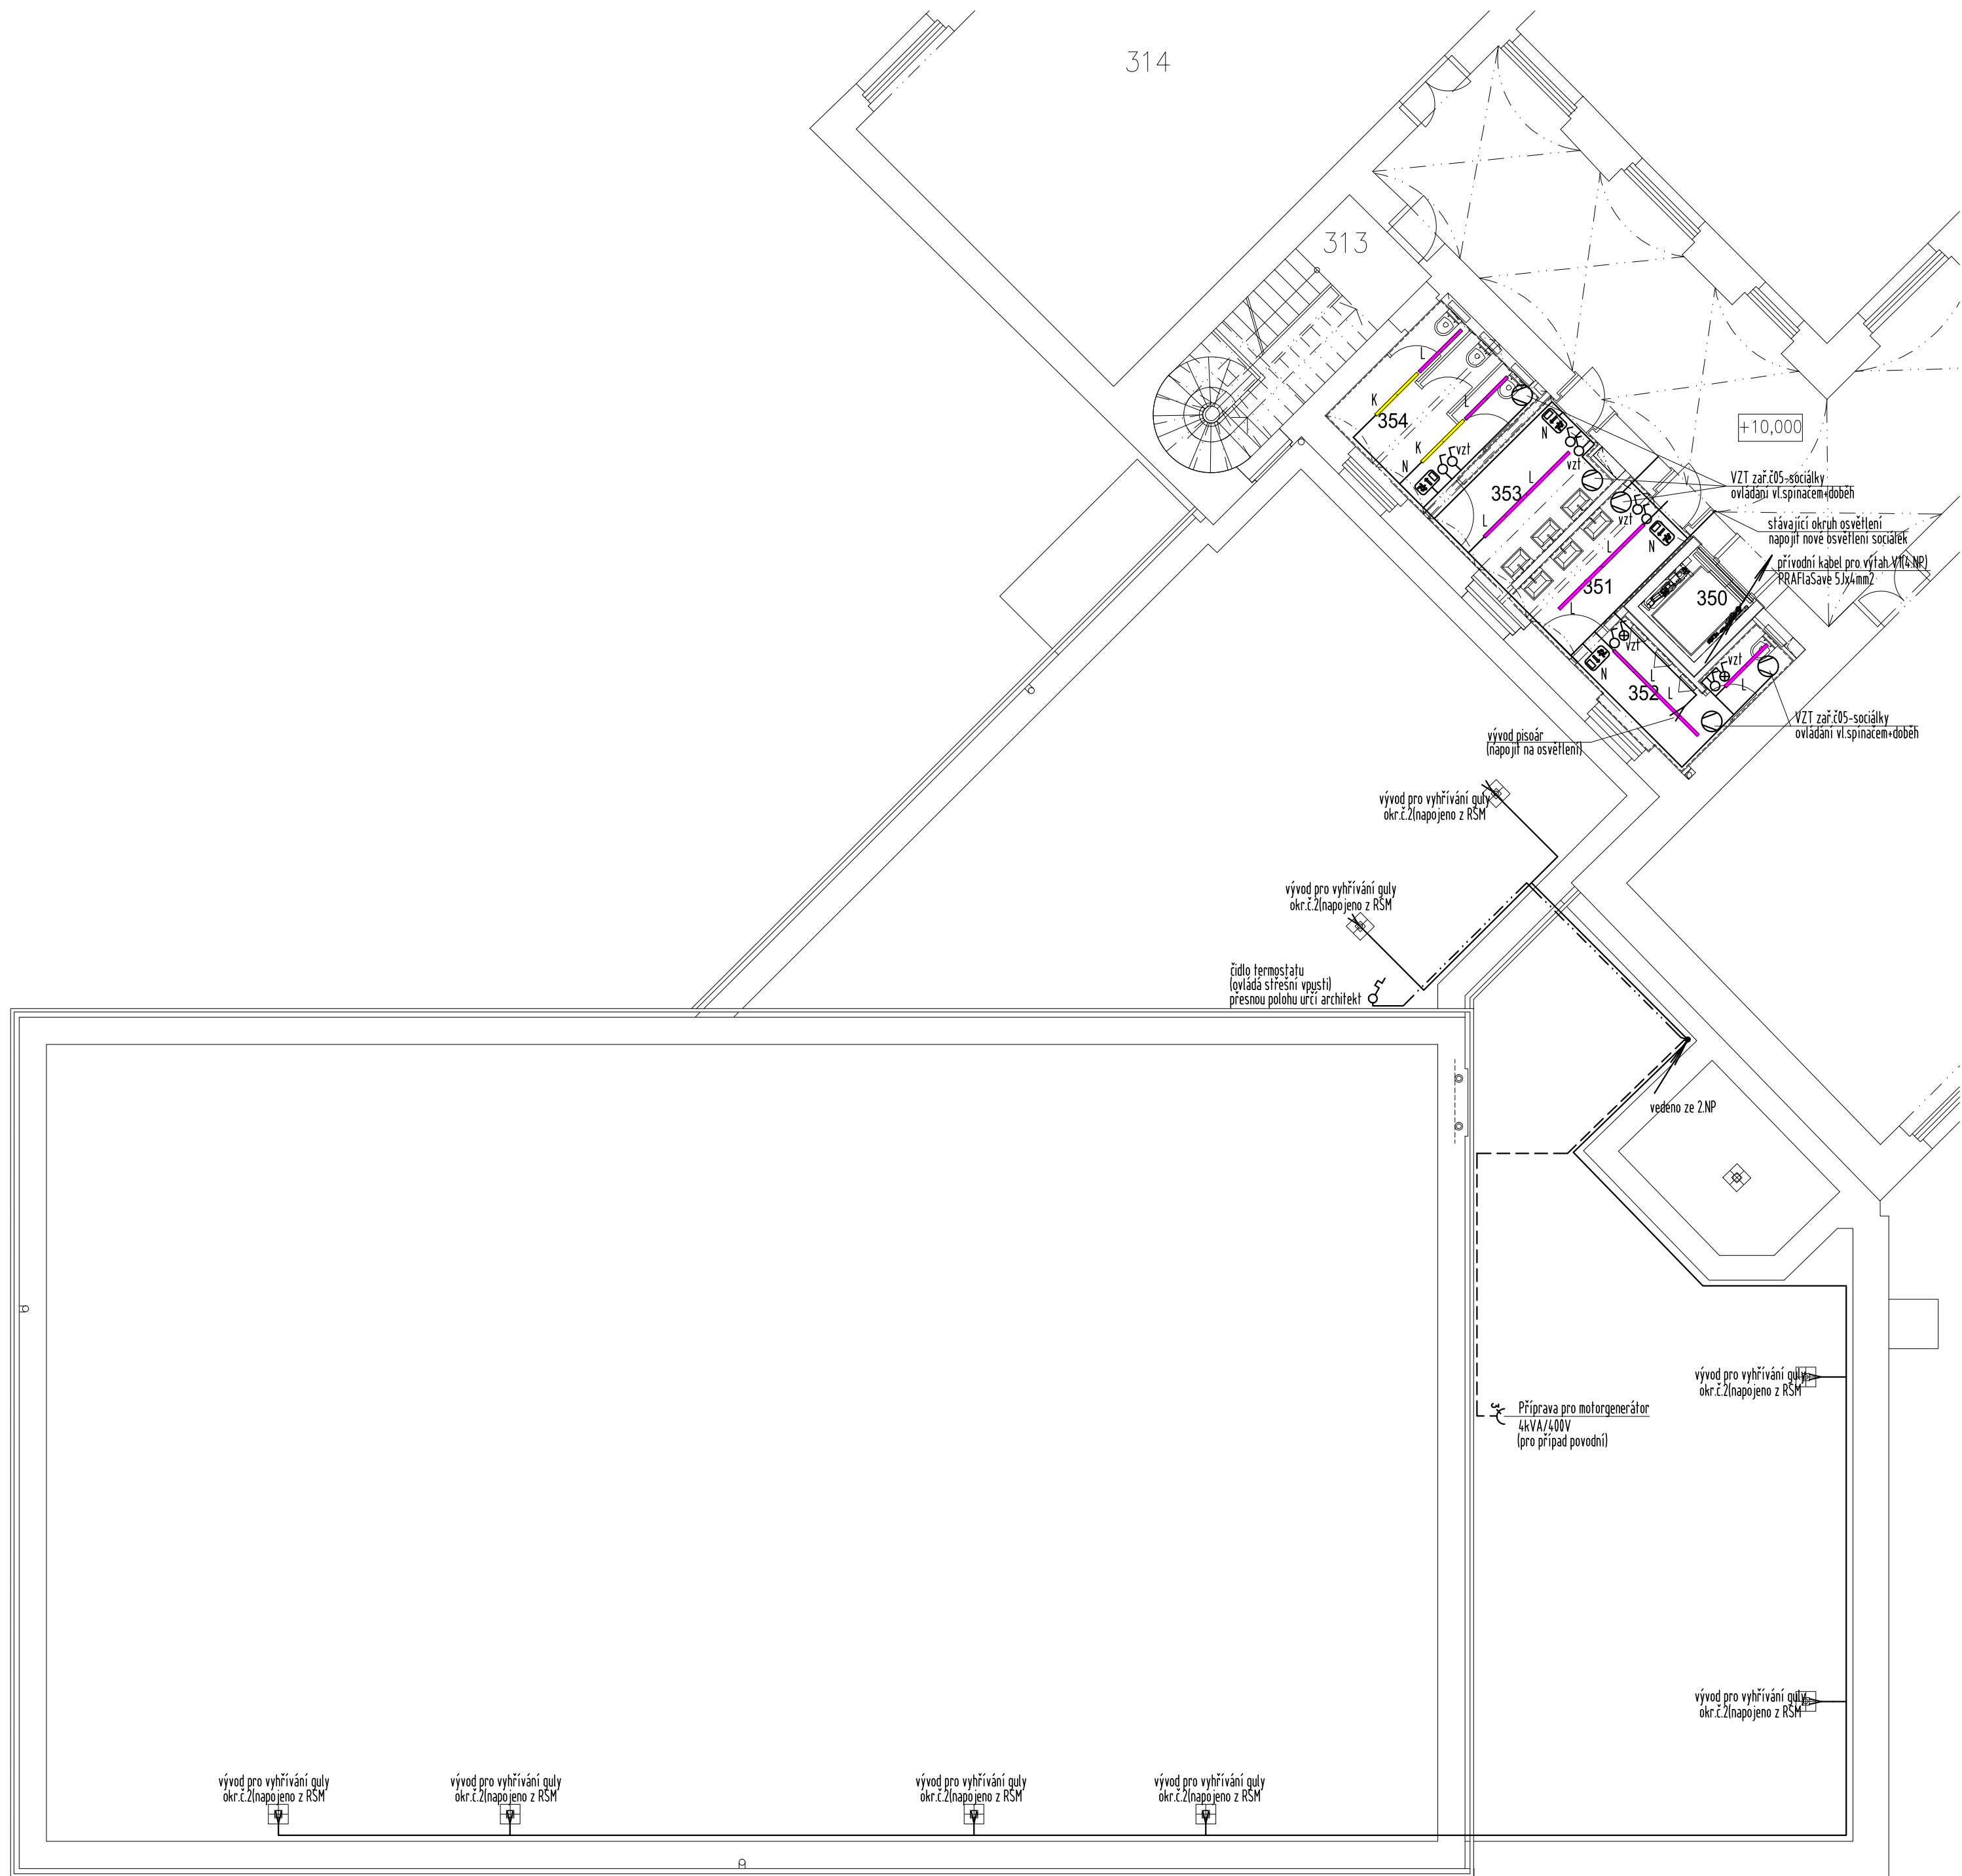 314
313
+10,000
L
K
354
L
K
N
vzt
N
vzt
L
353
L
VZT zař.č05-sociálky
ovládání vl.spínačem+doběh
stávající okruh osvětlení
napojit nové osvětlení sociálek
přívodní kabel pro výtah V1(4.NP)
PRAFlaSafe 5Jx4mm2
vzt
L
N
351
L
350
vzt
N
L
352
L
vzt
L
VZT zař.č05-sociálky
ovládání vl.spínačem+doběh
vývod pisoár
(napojit na osvětlení)
vývod pro vyhřívání guly
okr.č.2(napojeno z RSM
vývod pro vyhřívání guly
okr.č.2(napojeno z RSM
čidlo termostatu
(ovládá střešní vpusti)
přesnou polohu určí architekt
vedeno ze 2.NP
vývod pro vyhřívání guly
okr.č.2(napojeno z RSM
3x
Příprava pro motorgenerátor
4kVA/400V
(pro případ povodní)
vývod pro vyhřívání guly
okr.č.2(napojeno z RSM
vývod pro vyhřívání guly
okr.č.2(napojeno z RSM
vývod pro vyhřívání guly
okr.č.2(napojeno z RSM
vývod pro vyhřívání guly
okr.č.2(napojeno z RSM
vývod pro vyhřívání guly
okr.č.2(napojeno z RSM